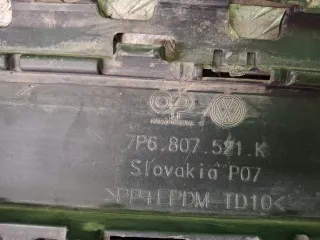 7P6.807.521.K
Slovakia P07
>PP+EPDM-TD10<